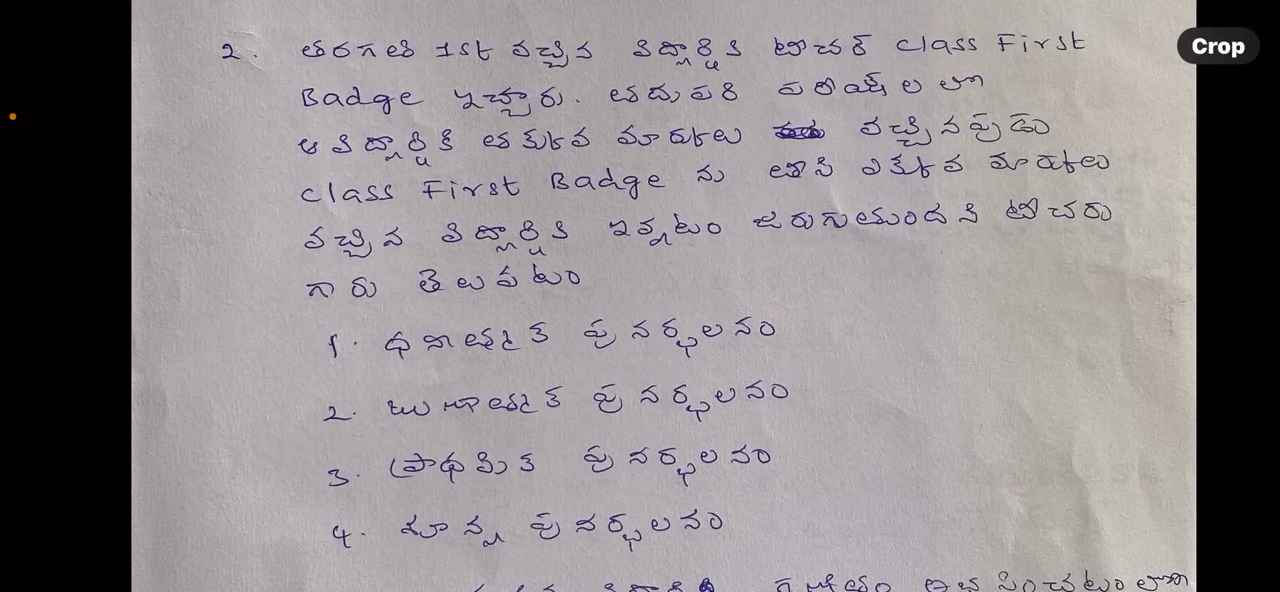 Crop
2. తరగతి 1st వచ్చిన విద్యార్థికి టీచర్ Class First
Badge ఇచ్చారు. తదుపరి పరీక్షలలో
ఆ విద్యార్థికి తక్కువ మార్కులు వచ్చినపుడు
Class First Badge ను తీసి ఎక్కువ మార్కులు
వచ్చిన విద్యార్థికి ఇవ్వటం జరుగుతుందని టీచరు
గారు తెలుపటం
1. ధనాత్మక పునర్బలనం
2. ఋణాత్మక పునర్బలనం
3. ప్రాథమిక పునర్బలనం
4. శూన్య పునర్బలనం